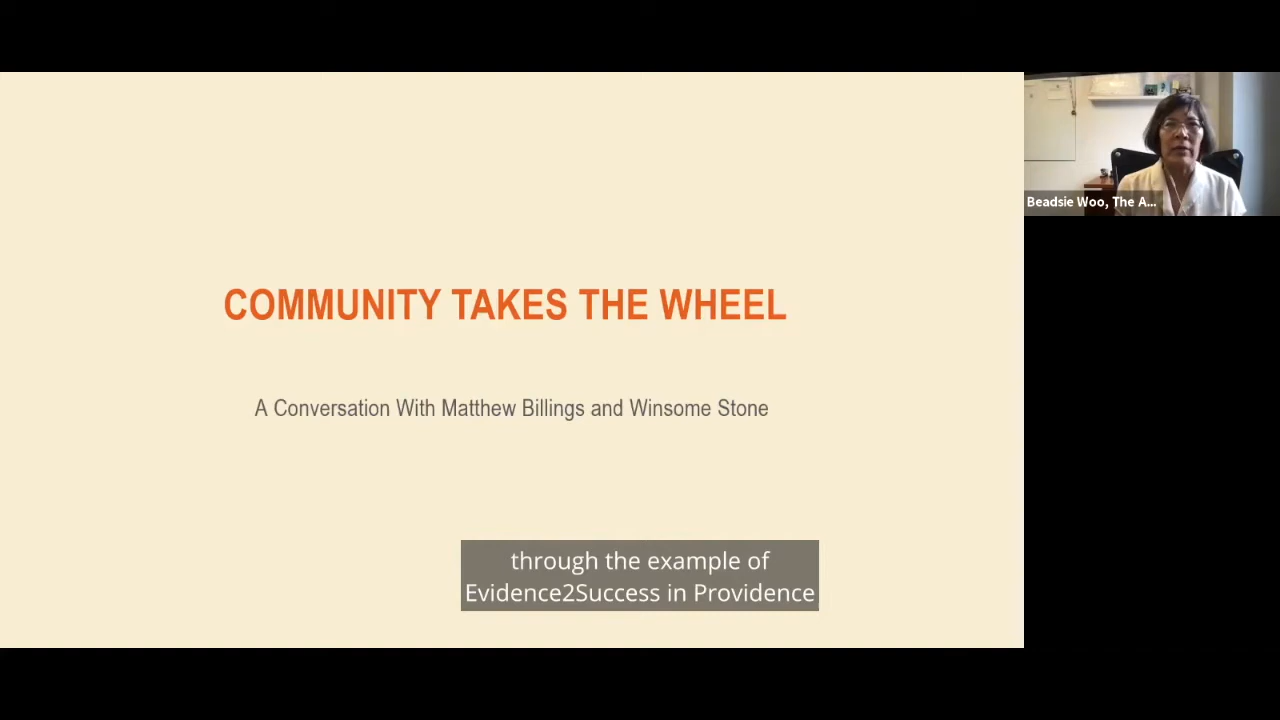 COMMUNITY TAKES THE WHEEL
Beadsie Woo, The A...
A Conversation With Matthew Billings and Winsome Stone
through the example of
Evidence2Success in Providence